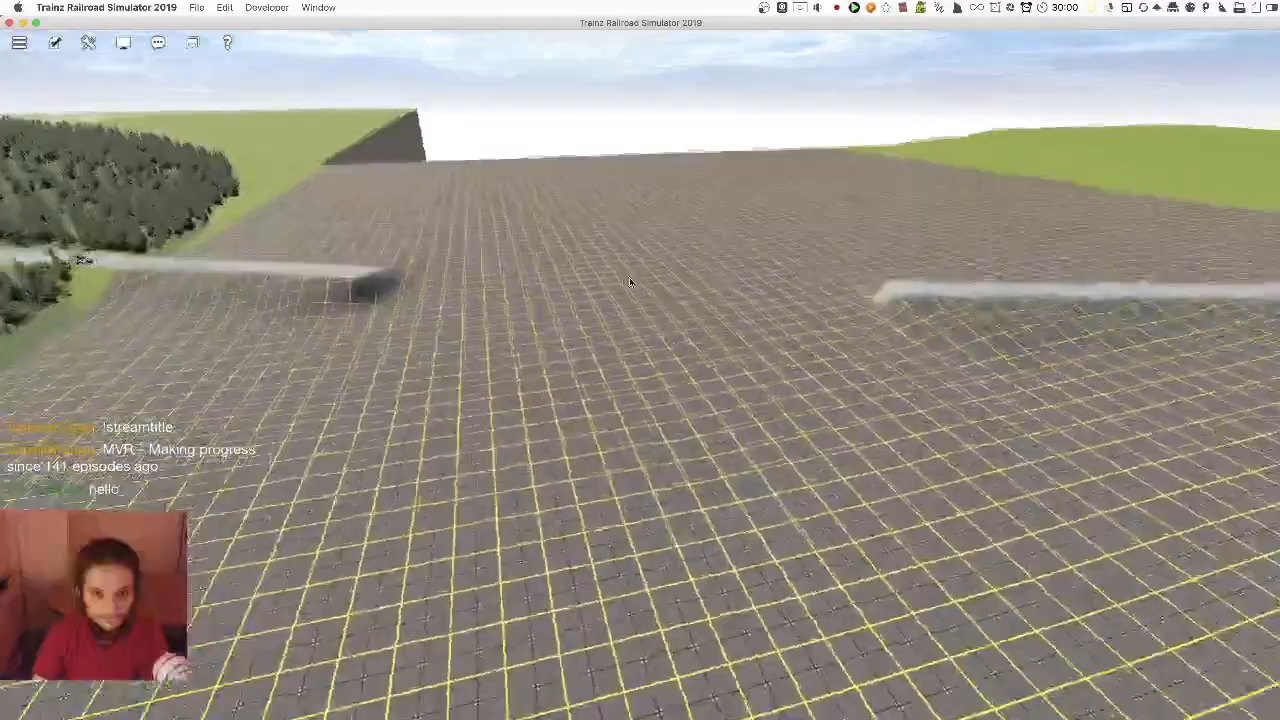 Trainz Railroad Simulator 2019 File Edit Developer Window 30:00
Trainz Railroad Simulator 2019
!streamtitle
MVR - Making progress
since 141 episodes ago
hello